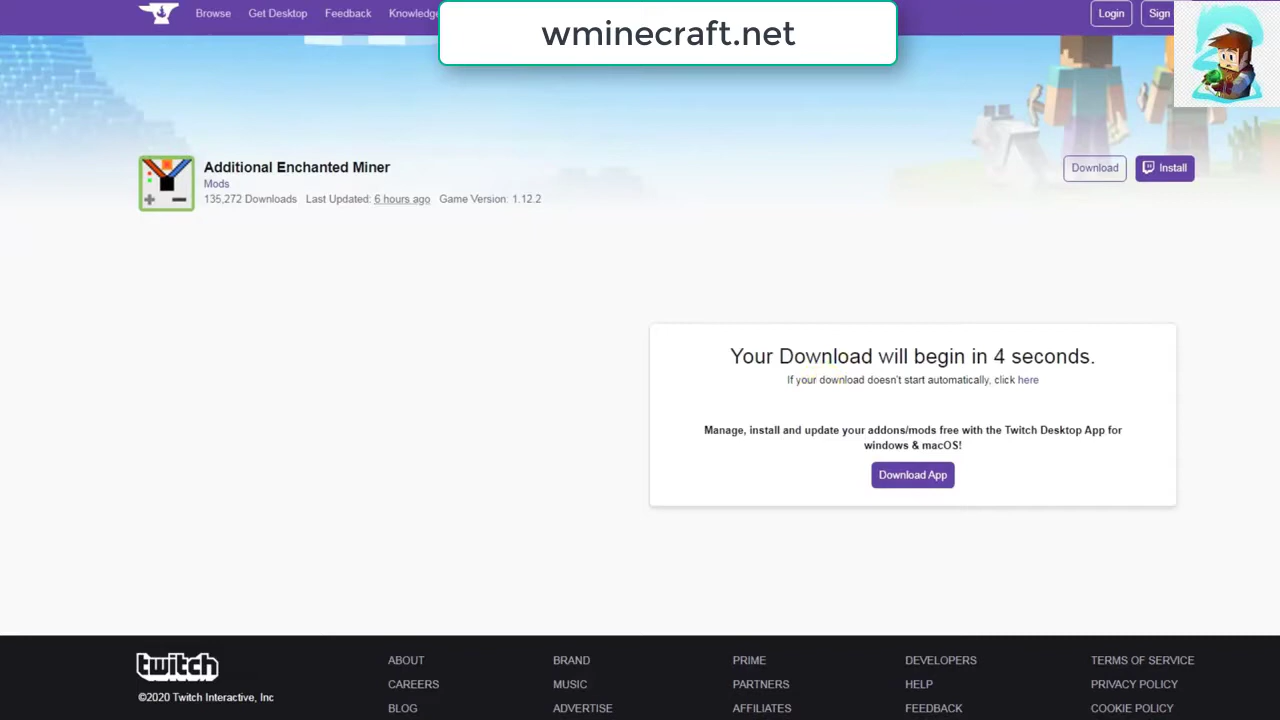 wminecraft.net
Browse Get Desktop Feedback Knowledge Login Sign
Additional Enchanted Miner
Mods
135,272 Downloads Last Updated: 6 hours ago Game Version: 1.12.2
Download Install
Your Download will begin in 4 seconds.
If your download doesn't start automatically, click here
Manage, install and update your addons/mods free with the Twitch Desktop App for
windows & macOS!
Download App
twitch
©2020 Twitch Interactive, Inc
ABOUT BRAND PRIME DEVELOPERS TERMS OF SERVICE
CAREERS MUSIC PARTNERS HELP PRIVACY POLICY
BLOG ADVERTISE AFFILIATES FEEDBACK COOKIE POLICY